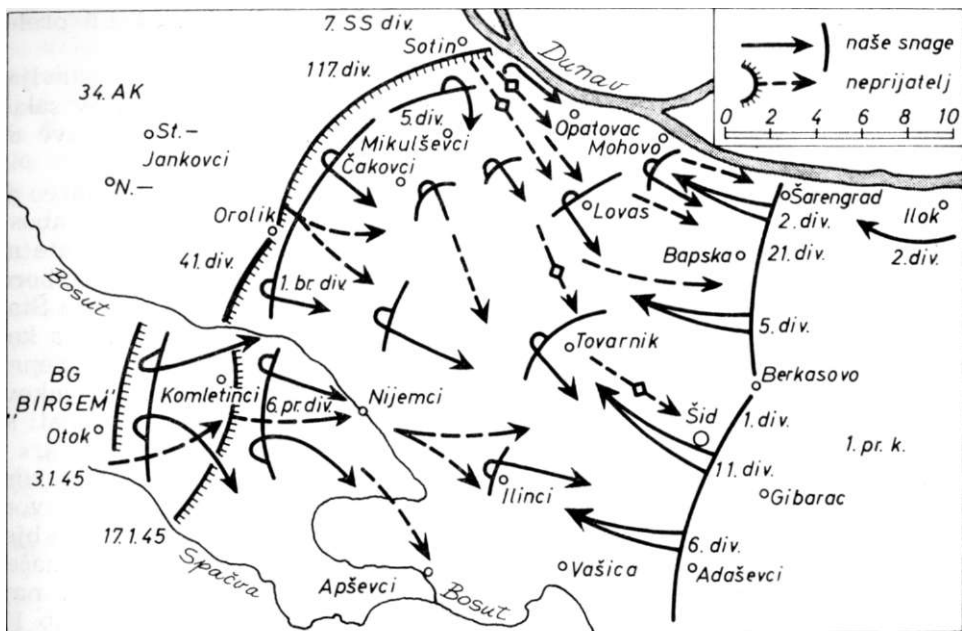 7. SS div.
Sotin
Dunav
naše snage
neprijatelj
0 2 4 6 8 10
117. div.
34. AK
St.–
Jankovci
N.–
5. div.
Mikulševci
Čakovci
Opatovac
Mohovo
Lovas
Šarengrad
2. div.
Ilok
2. div.
21. div.
Bapska
Orolik
41. div.
1. br. div.
Bosut
5. div.
Tovarnik
Berkasovo
1. div.
Šid
1. pr. k.
11. div.
Gibarac
BG
"BIRGEM"
Otok
Komletinci
6. pr. div.
Nijemci
Ilinci
3.1.45
17.1.45
Spačva
6. div.
Adaševci
Vašica
Apševci
Bosut